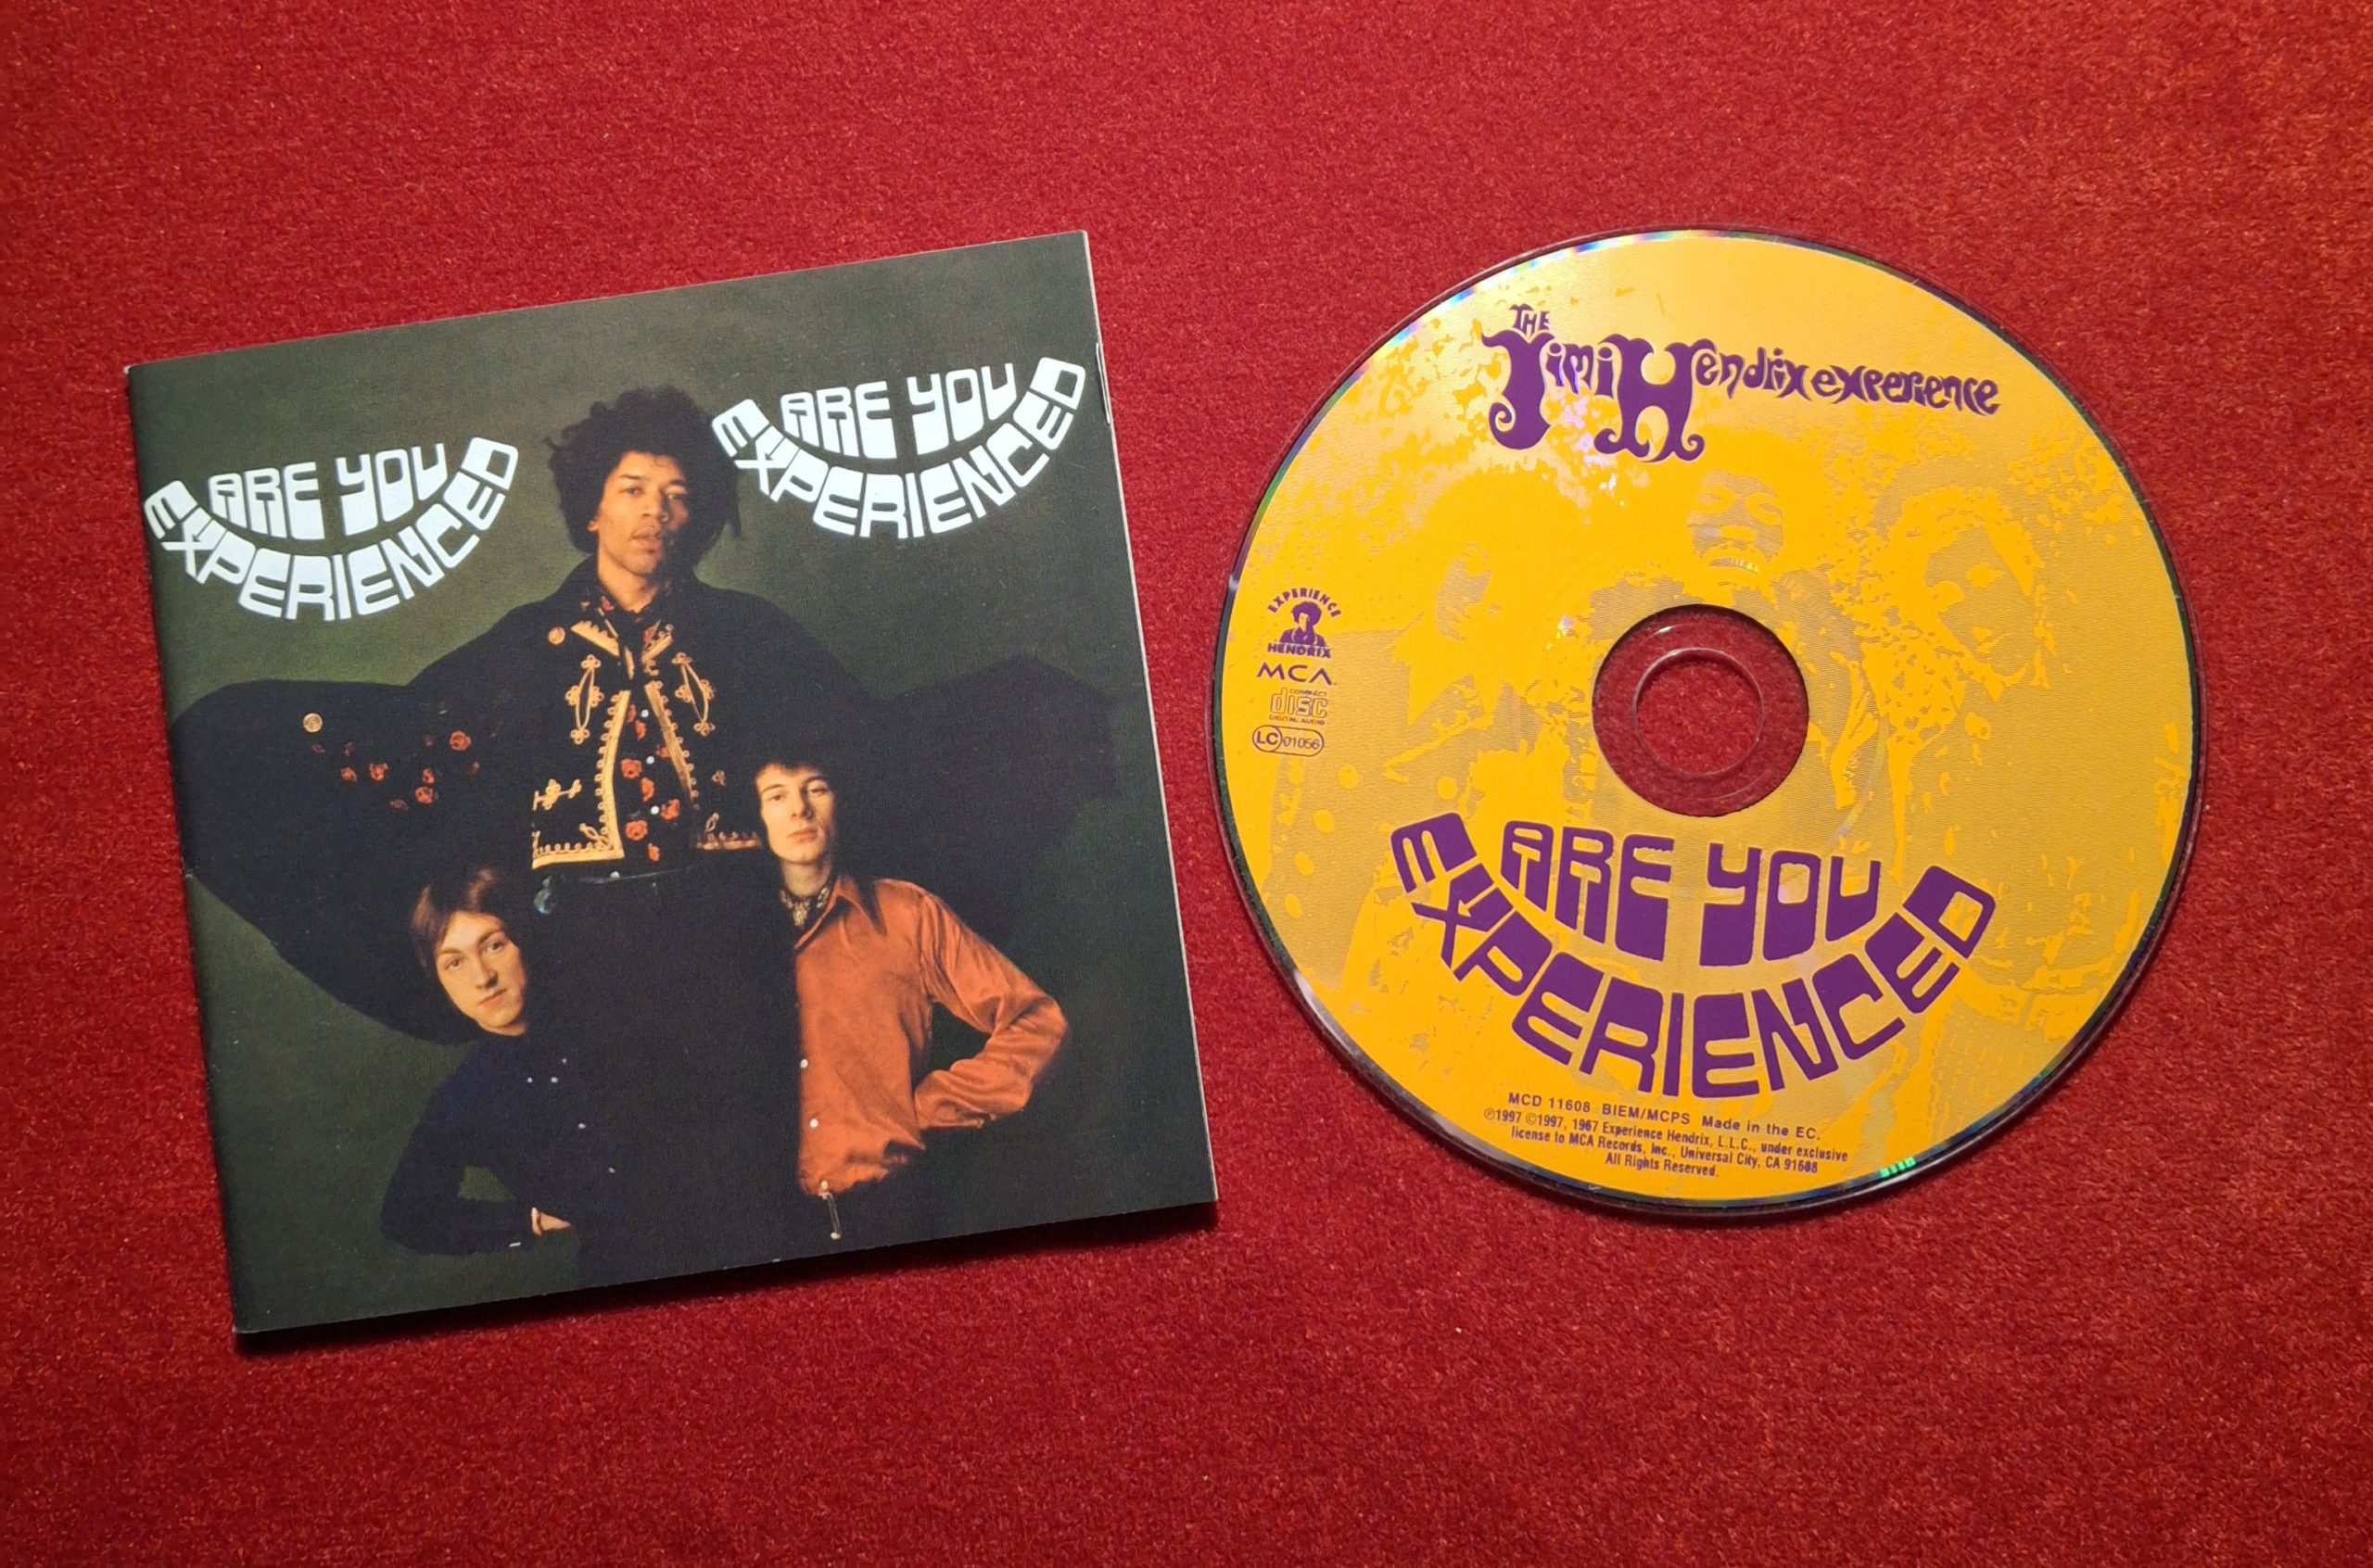 ARE YOU
EXPERIENCED
ARE YOU
EXPERIENCED
THE
Jimi Hendrix experience
EXPERIENCE
HENDRIX
MCA
COMPACT
disc
DIGITAL AUDIO
LC 01056
ARE YOU
EXPERIENCED
MCD 11608 BIEM/MCPS Made in the EC.
℗1997 ©1997, 1967 Experience Hendrix, L.L.C., under exclusive
license to MCA Records, Inc., Universal City, CA 91608
All Rights Reserved.